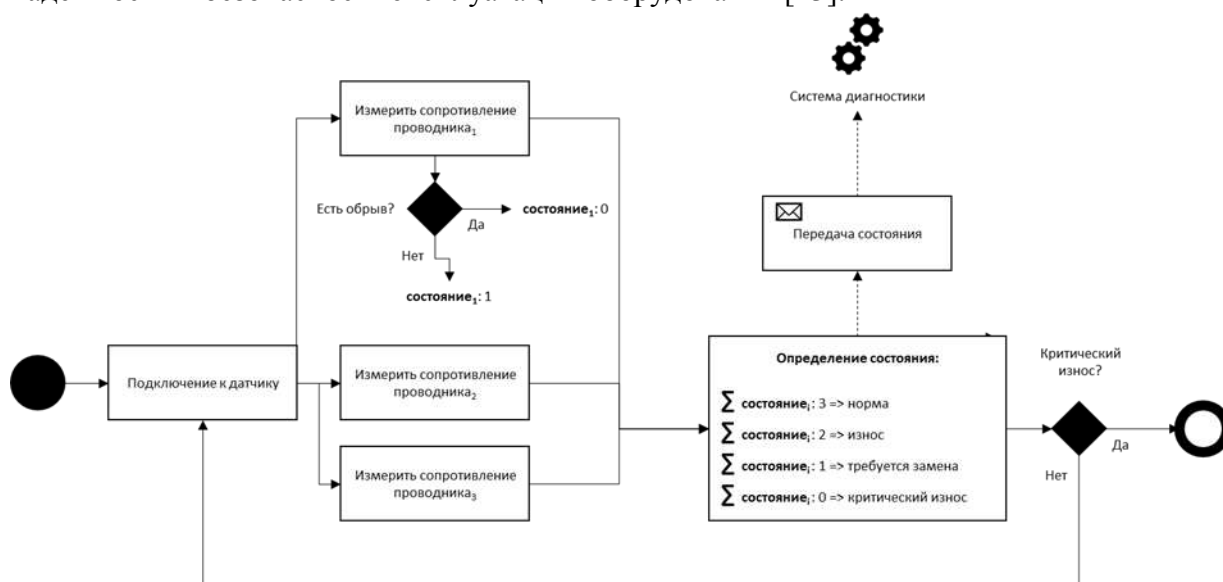 Система диагностики
Измерить сопротивление
проводника₁
Есть обрыв?
Да
состояние₁: 0
Нет
состояние₁: 1
Передача состояния
Подключение к датчику
Измерить сопротивление
проводника₂
Измерить сопротивление
проводника₃
Определение состояния:
∑ состояниеᵢ: 3 => норма
∑ состояниеᵢ: 2 => износ
∑ состояниеᵢ: 1 => требуется замена
∑ состояниеᵢ: 0 => критический износ
Критический
износ?
Да
Нет